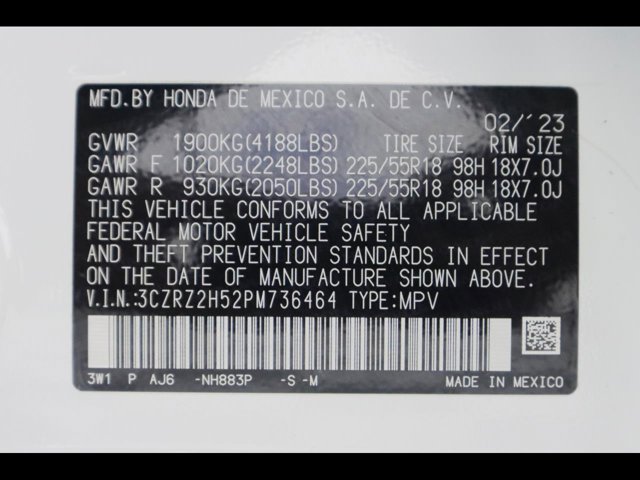 MFD.BY HONDA DE MEXICO S.A. DE C.V.
02/'23
GVWR 1900KG(4188LBS) TIRE SIZE RIM SIZE
GAWR F 1020KG(2248LBS) 225/55R18 98H 18X7.0J
GAWR R 930KG(2050LBS) 225/55R18 98H 18X7.0J
THIS VEHICLE CONFORMS TO ALL APPLICABLE
FEDERAL MOTOR VEHICLE SAFETY
AND THEFT PREVENTION STANDARDS IN EFFECT
ON THE DATE OF MANUFACTURE SHOWN ABOVE.
V.I.N.:3CZRZ2H52PM736464 TYPE:MPV
3W1 P AJ6 -NH883P -S -M MADE IN MEXICO